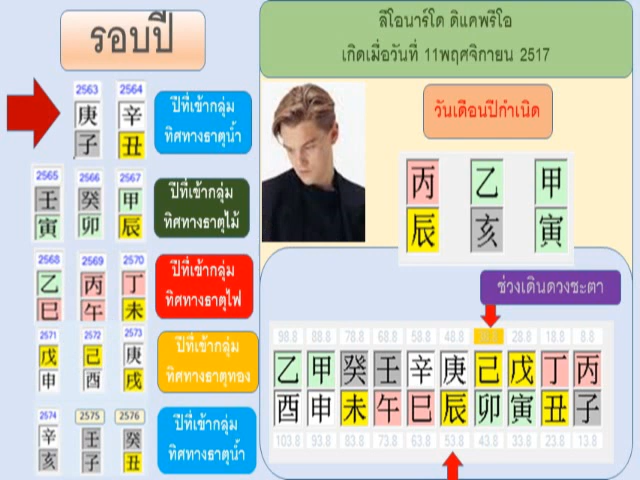 รอบปี
2563 2564
庚 辛
子 丑
ปีที่เข้ากลุ่ม
ทิศทางธาตุน้ำ
2565 2566 2567
壬 癸 甲
寅 卯 辰
ปีที่เข้ากลุ่ม
ทิศทางธาตุไม้
2568 2569 2570
乙 丙 丁
巳 午 未
ปีที่เข้ากลุ่ม
ทิศทางธาตุไฟ
2571 2572 2573
戊 己 庚
申 酉 戌
ปีที่เข้ากลุ่ม
ทิศทางธาตุทอง
2574 2575 2576
辛 壬 癸
亥 子 丑
ปีที่เข้ากลุ่ม
ทิศทางธาตุน้ำ
ลีโอนาร์โด ดิแคพรีโอ
เกิดเมื่อวันที่ 11พฤศจิกายน 2517
วันเดือนปีกำเนิด
丙 乙 甲
辰 亥 寅
ช่วงเดินดวงชะตา
98.8 88.8 78.8 68.8 58.8 48.8 28.8 18.8 8.8
乙 甲 癸 壬 辛 庚 己 戊 丁 丙
酉 申 未 午 巳 辰 卯 寅 丑 子
103.8 93.8 83.8 73.8 63.8 53.8 43.8 33.8 23.8 13.8